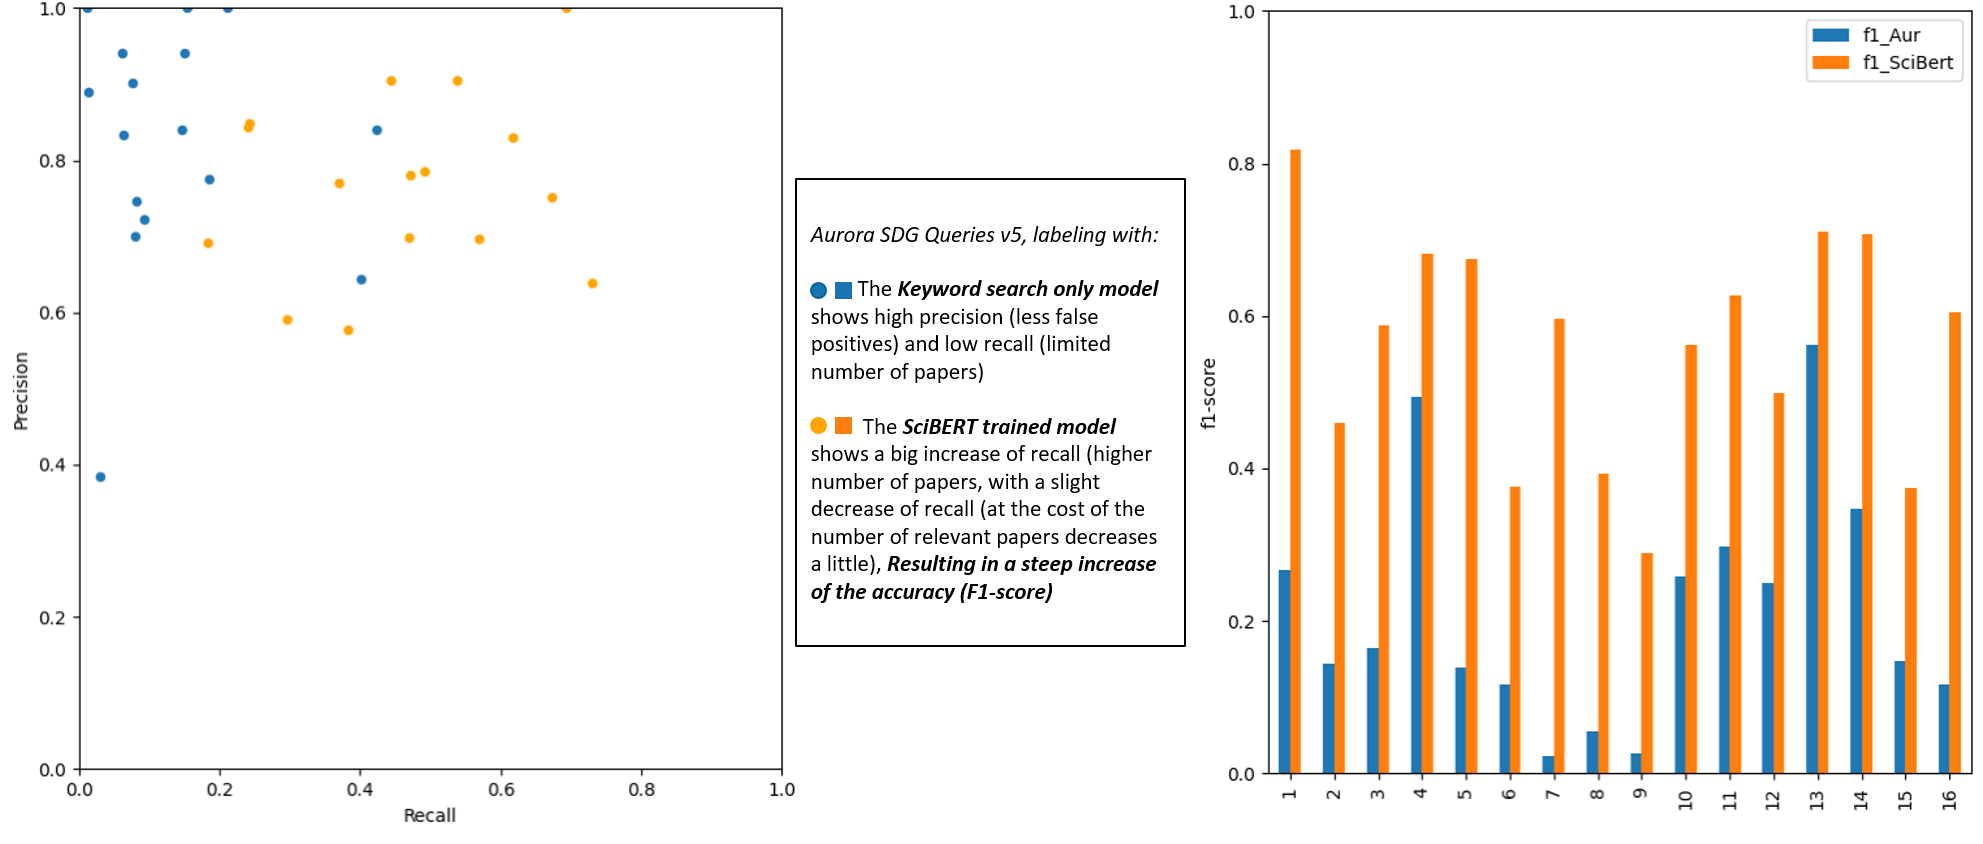 1.0
0.8
0.6
0.4
0.2
0.0
Precision
0.0 0.2 0.4 0.6 0.8 1.0
Recall
Aurora SDG Queries v5, labeling with:
The Keyword search only model
shows high precision (less false
positives) and low recall (limited
number of papers)
The SciBERT trained model
shows a big increase of recall (higher
number of papers, with a slight
decrease of recall (at the cost of the
number of relevant papers decreases
a little), Resulting in a steep increase
of the accuracy (F1-score)
1.0
0.8
0.6
0.4
0.2
0.0
f1-score
f1_Aur
f1_SciBert
1 2 3 4 5 6 7 8 9 10 11 12 13 14 15 16